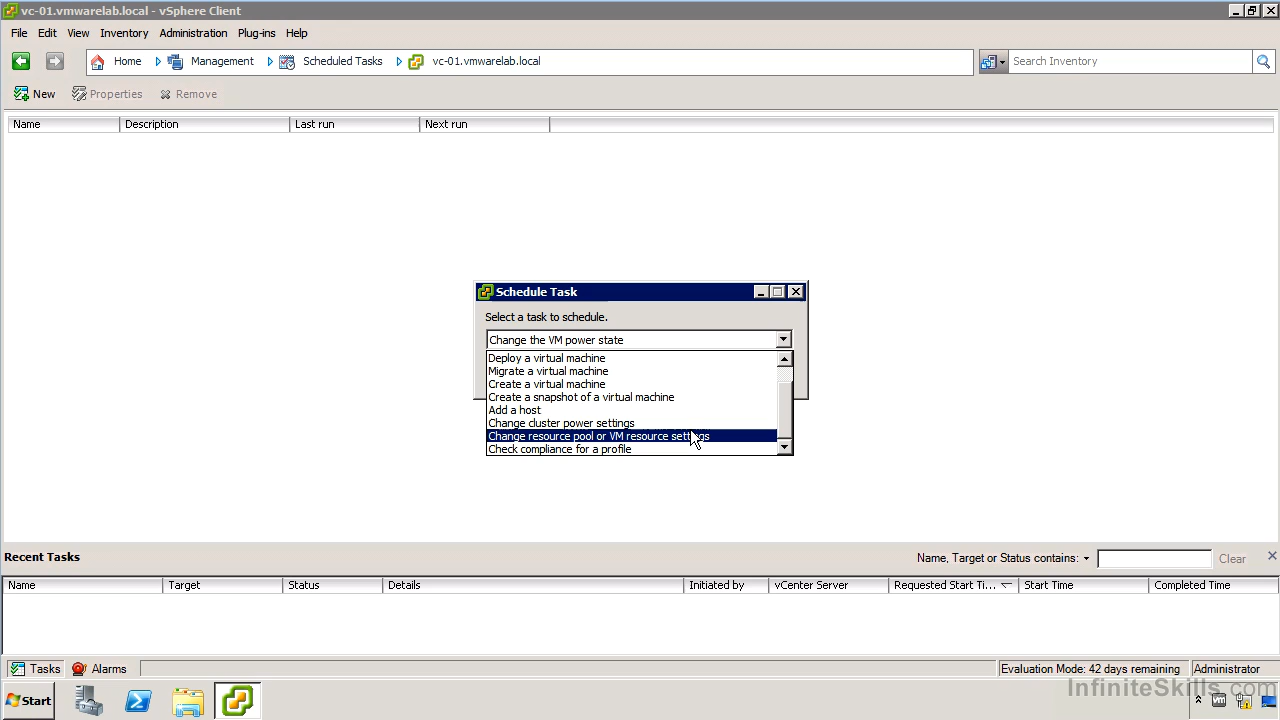 vc-01.vmwarelab.local - vSphere Client
File Edit View Inventory Administration Plug-ins Help
Home Management Scheduled Tasks vc-01.vmwarelab.local Search Inventory
New Properties Remove
Name Description Last run Next run
Schedule Task
Select a task to schedule.
Change the VM power state
Deploy a virtual machine
Migrate a virtual machine
Create a virtual machine
Create a snapshot of a virtual machine
Add a host
Change cluster power settings
Change resource pool or VM resource settings
Check compliance for a profile
Recent Tasks Name, Target or Status contains: Clear
Name Target Status Details Initiated by vCenter Server Requested Start Ti... Start Time Completed Time
Tasks Alarms Evaluation Mode: 42 days remaining Administrator
InfiniteSkills.com
Start